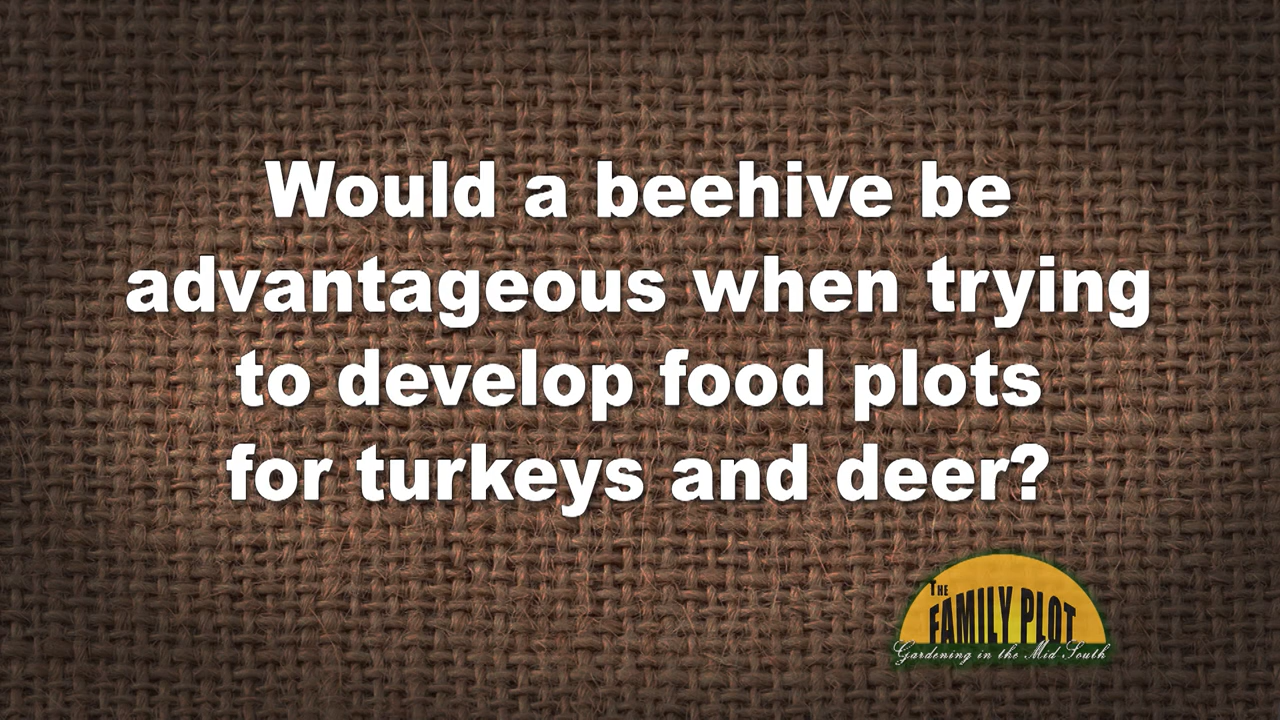 Would a beehive be
advantageous when trying
to develop food plots
for turkeys and deer?
THE
FAMILY PLOT
Gardening in the Mid South